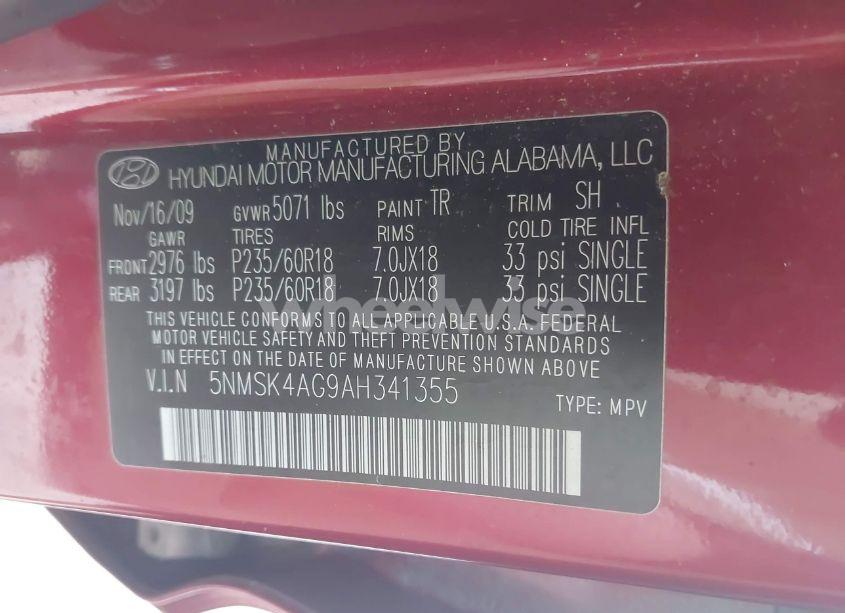 MANUFACTURED BY
HYUNDAI MOTOR MANUFACTURING ALABAMA, LLC
Nov/16/09 GVWR 5071 lbs PAINT TR TRIM SH
GAWR TIRES RIMS COLD TIRE INFL
FRONT 2976 lbs P235/60R18 7.0JX18 33 psi SINGLE
REAR 3197 lbs P235/60R18 7.0JX18 33 psi SINGLE
wheelwise
THIS VEHICLE CONFORMS TO ALL APPLICABLE U.S.A. FEDERAL
MOTOR VEHICLE SAFETY AND THEFT PREVENTION STANDARDS
IN EFFECT ON THE DATE OF MANUFACTURE SHOWN ABOVE
V.I.N 5NMSK4AG9AH341355 TYPE: MPV